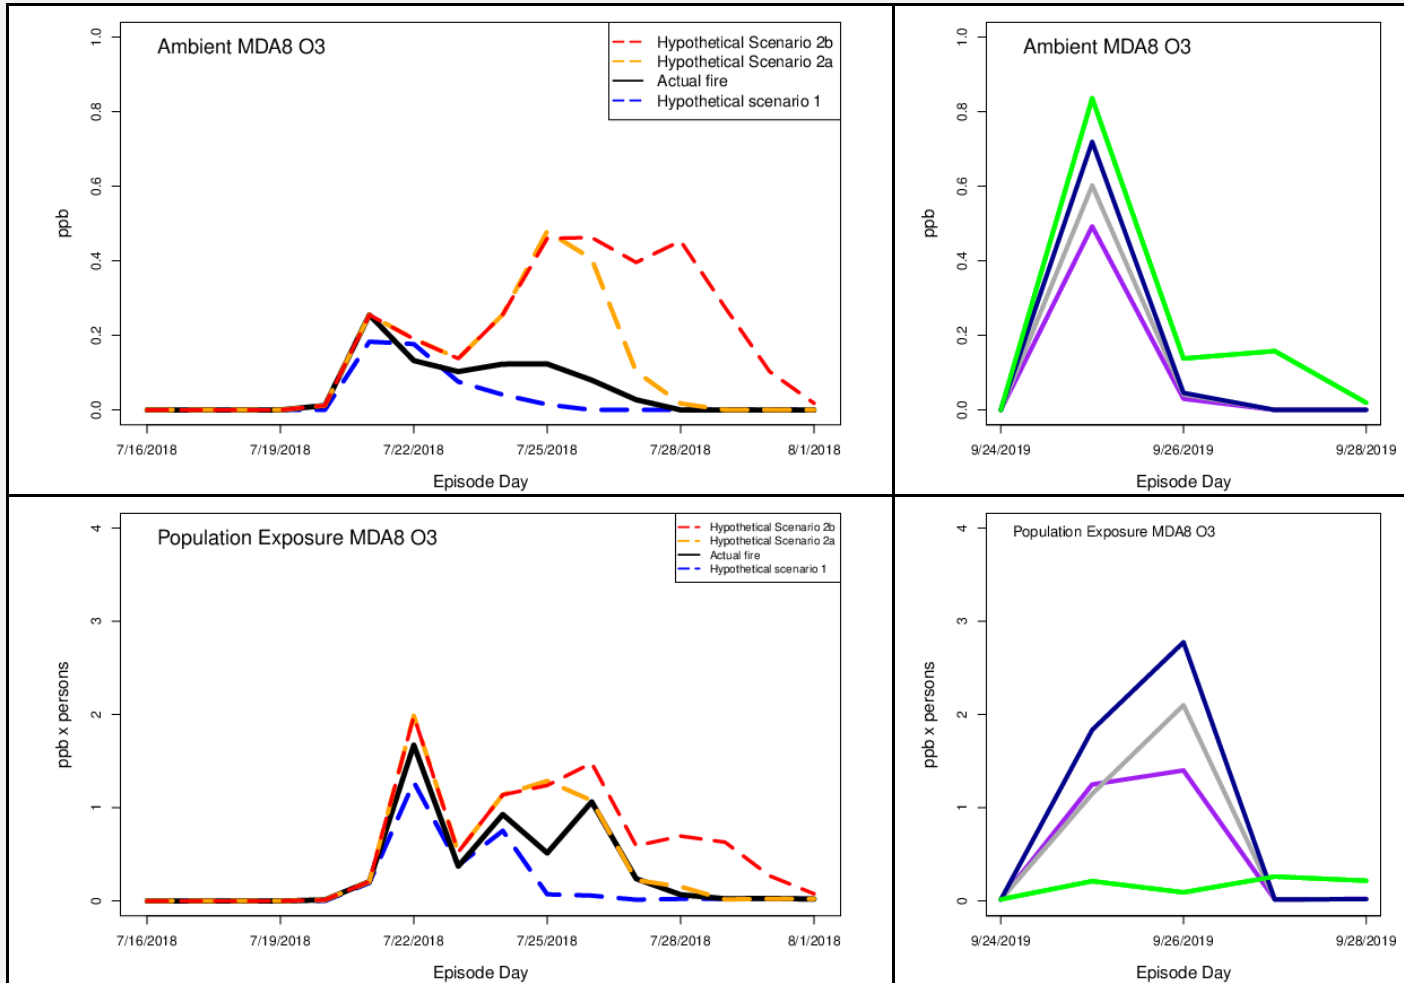 Ambient MDA8 O3
Hypothetical Scenario 2b
Hypothetical Scenario 2a
Actual fire
Hypothetical scenario 1
1.0
0.8
0.6
0.4
0.2
0.0
ppb
7/16/2018 7/19/2018 7/22/2018 7/25/2018 7/28/2018 8/1/2018
Episode Day
Ambient MDA8 O3
1.0
0.8
0.6
0.4
0.2
0.0
ppb
9/24/2019 9/26/2019 9/28/2019
Episode Day
Population Exposure MDA8 O3
Hypothetical Scenario 2b
Hypothetical Scenario 2a
Actual fire
Hypothetical scenario 1
4
3
2
1
0
ppb x persons
7/16/2018 7/19/2018 7/22/2018 7/25/2018 7/28/2018 8/1/2018
Episode Day
Population Exposure MDA8 O3
4
3
2
1
0
ppb x persons
9/24/2019 9/26/2019 9/28/2019
Episode Day